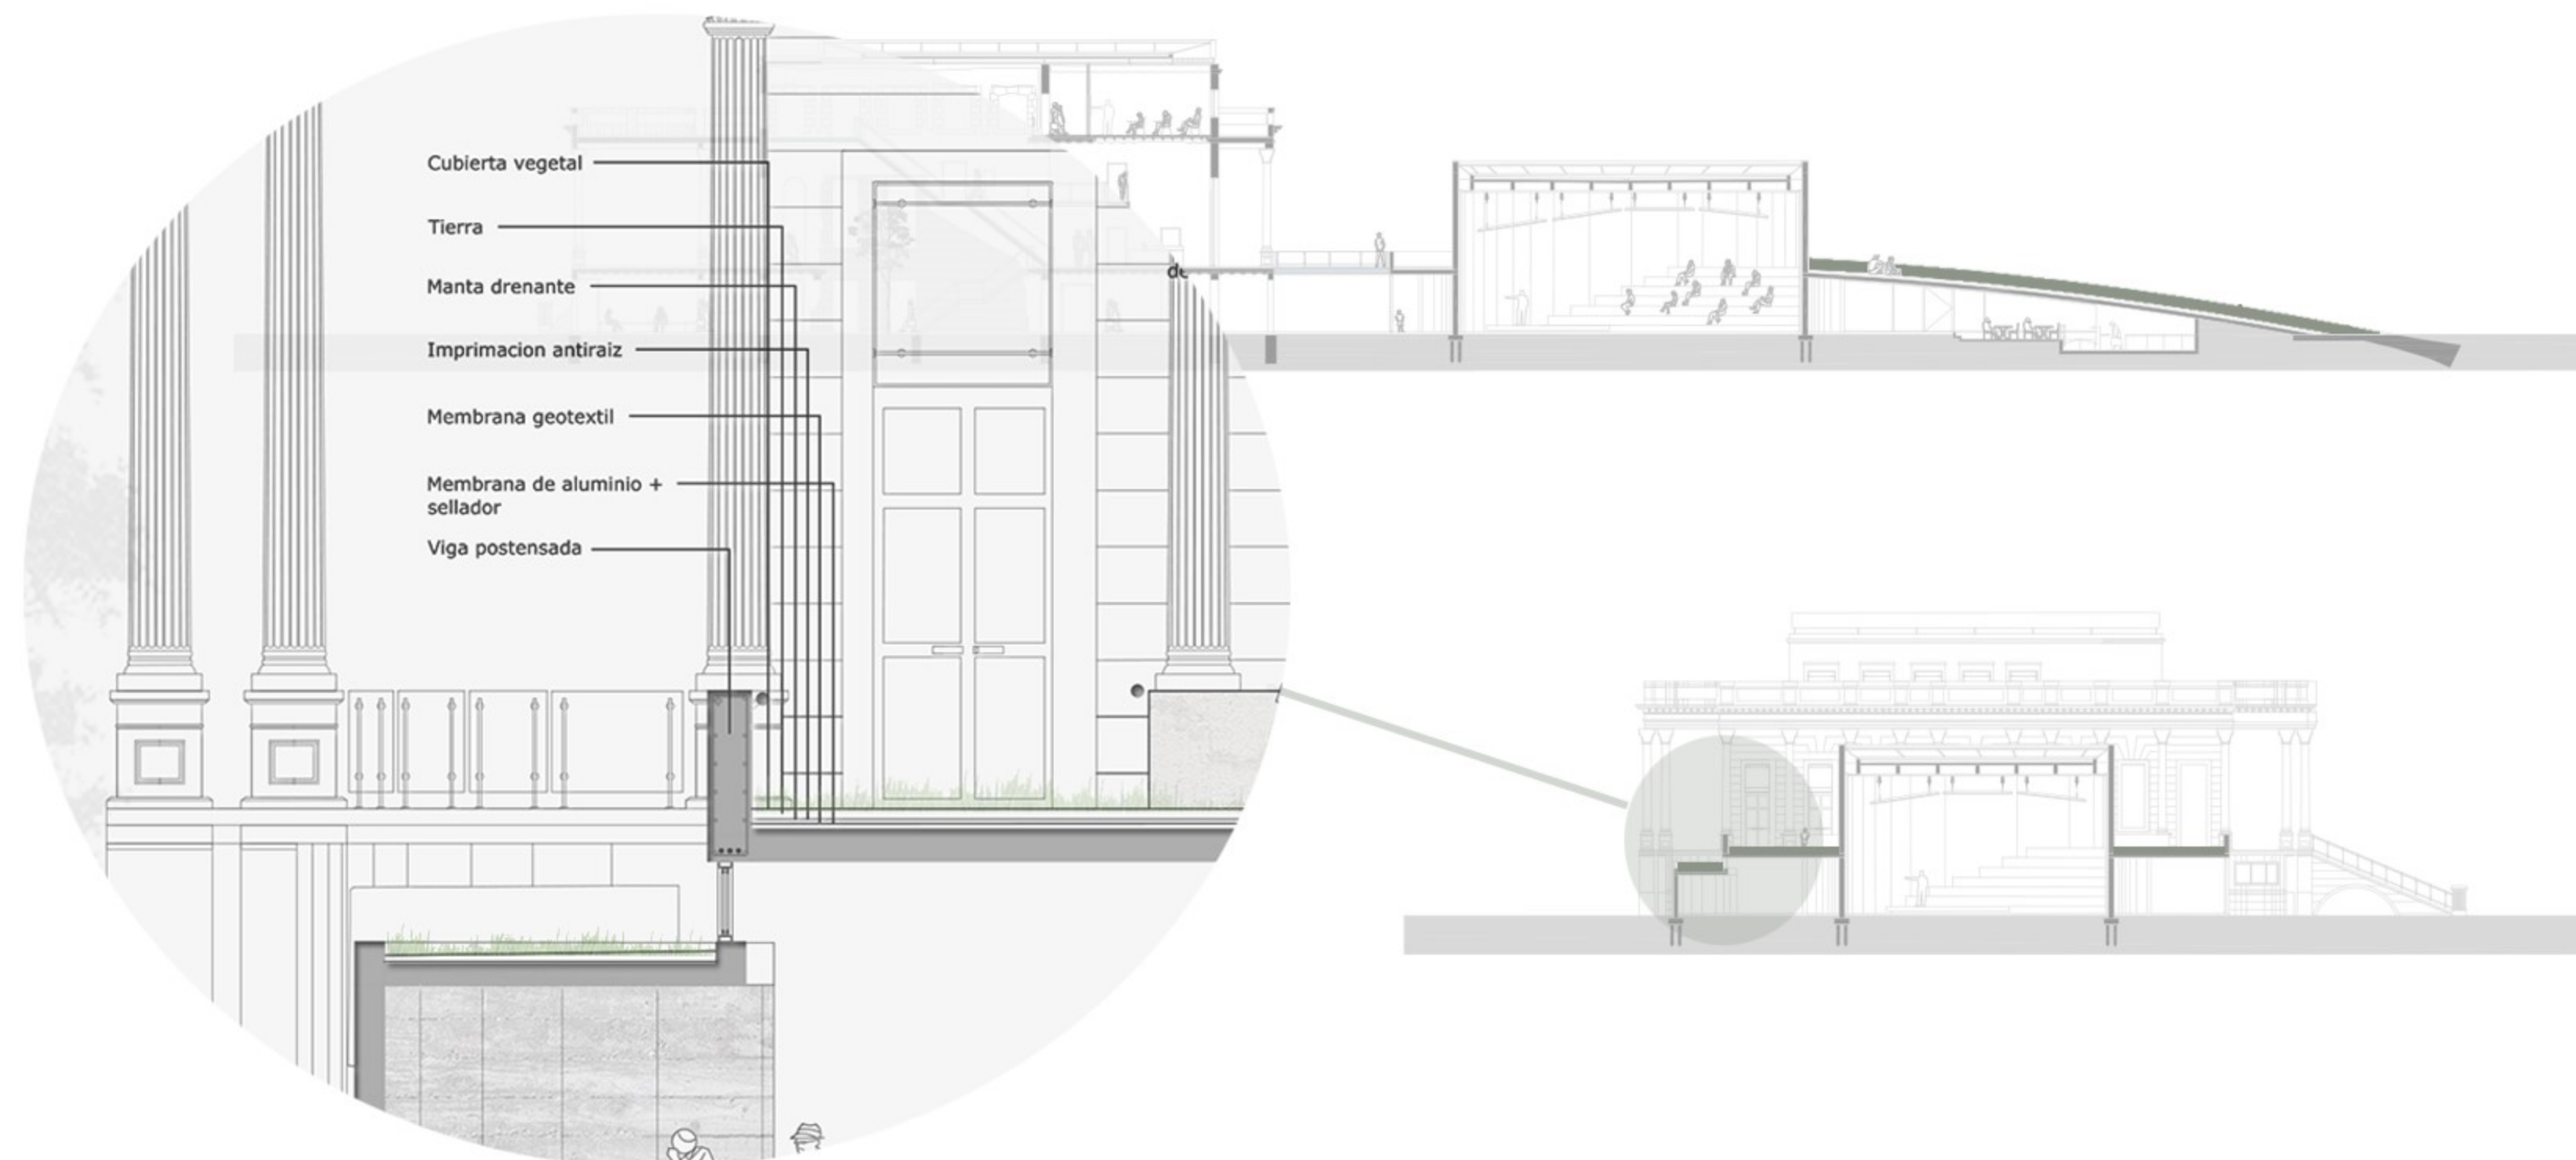 Cubierta vegetal
Tierra
Manta drenante
Imprimacion antiraiz
Membrana geotextil
Membrana de aluminio +
sellador
Viga postensada